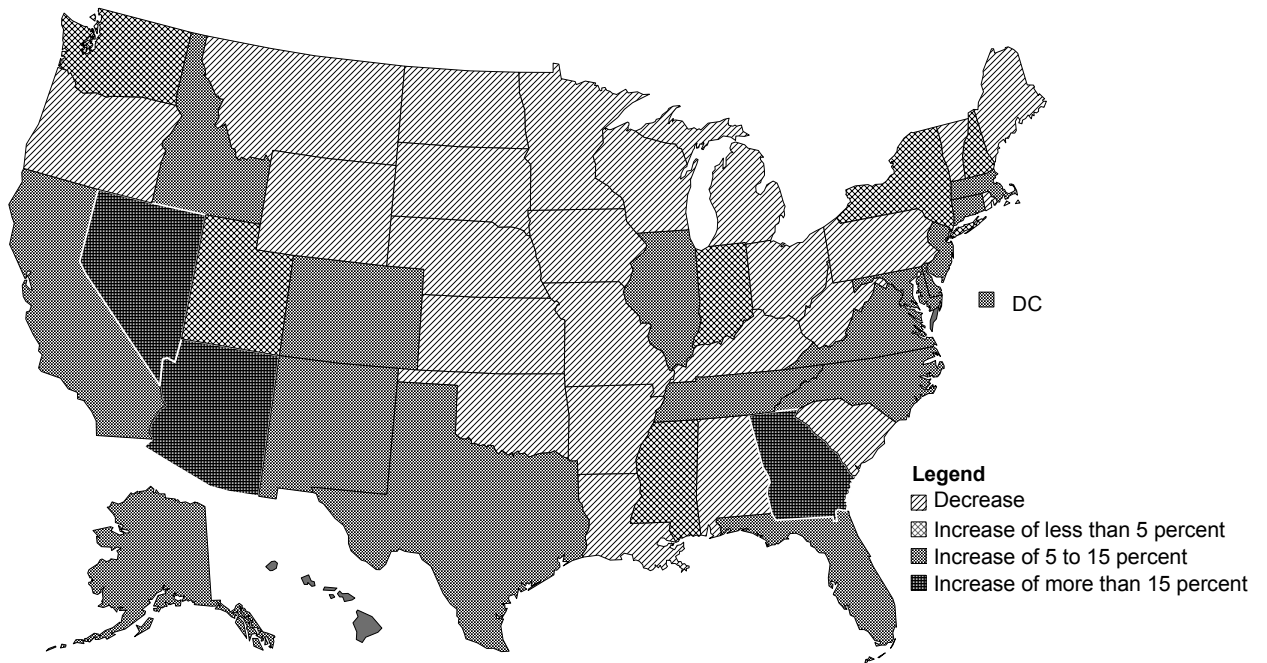 DC
Legend
Decrease
Increase of less than 5 percent
Increase of 5 to 15 percent
Increase of more than 15 percent